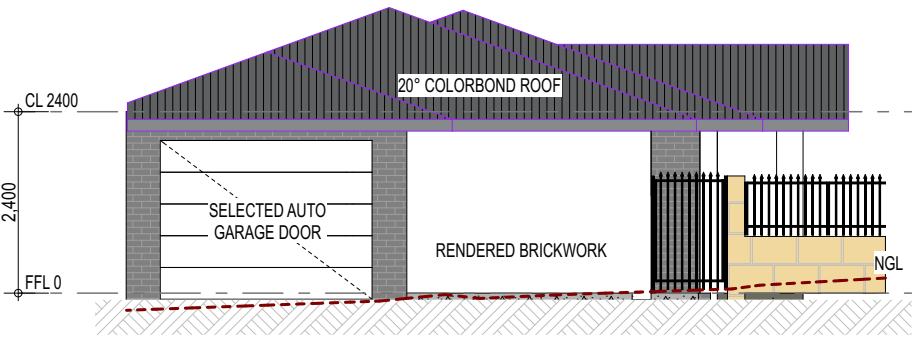 20° COLORBOND ROOF
CL 2400
2,400
SELECTED AUTO
GARAGE DOOR
RENDERED BRICKWORK
NGL
FFL 0